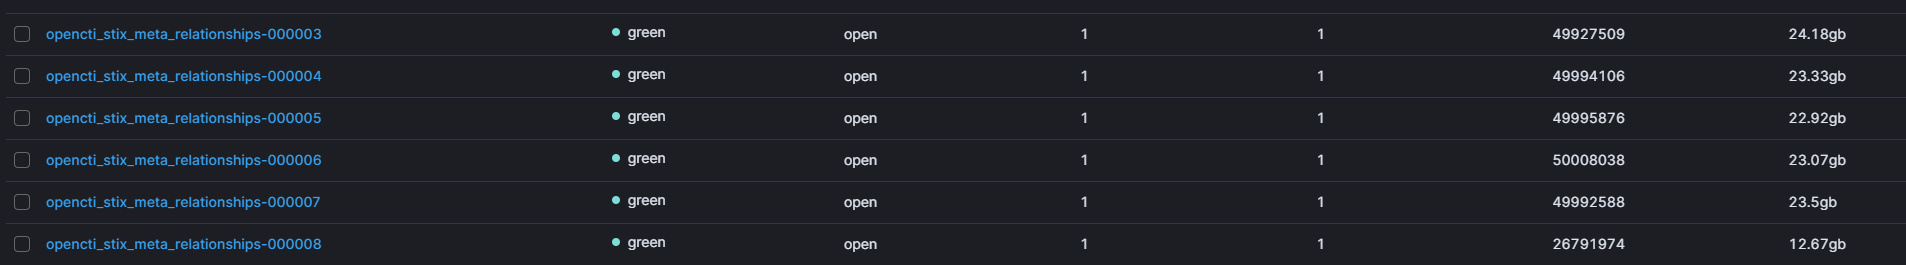 opencti_stix_meta_relationships-000003 green open 1 1 49927509 24.18gb
opencti_stix_meta_relationships-000004 green open 1 1 49994106 23.33gb
opencti_stix_meta_relationships-000005 green open 1 1 49995876 22.92gb
opencti_stix_meta_relationships-000006 green open 1 1 50008038 23.07gb
opencti_stix_meta_relationships-000007 green open 1 1 49992588 23.5gb
opencti_stix_meta_relationships-000008 green open 1 1 26791974 12.67gb